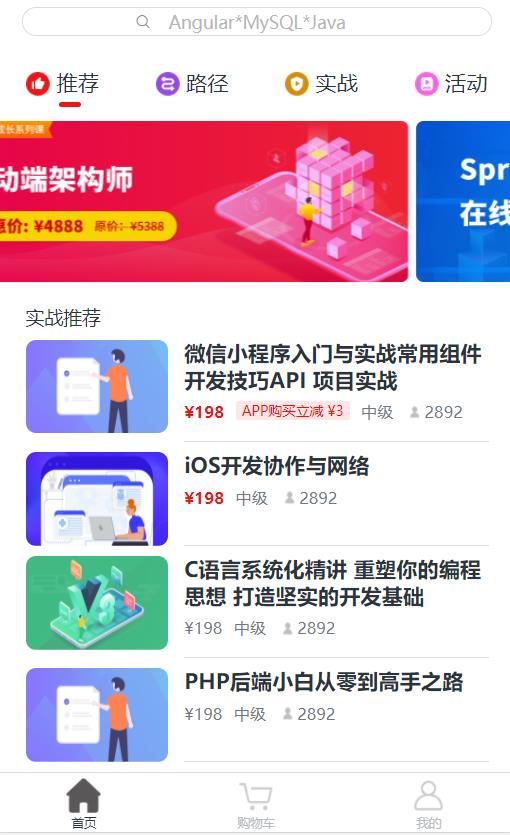 Angular*MySQL*Java
推荐 路径 实战 活动
成长系列课
动端架构师
惠价: ¥4888 原价: ¥5388
Spr
在线
实战推荐
微信小程序入门与实战常用组件
开发技巧API 项目实战
¥198 APP购买立减 ¥3 中级 2892
iOS开发协作与网络
¥198 中级 2892
C语言系统化精讲 重塑你的编程
思想 打造坚实的开发基础
¥198 中级 2892
PHP后端小白从零到高手之路
¥198 中级 2892
首页 购物车 我的